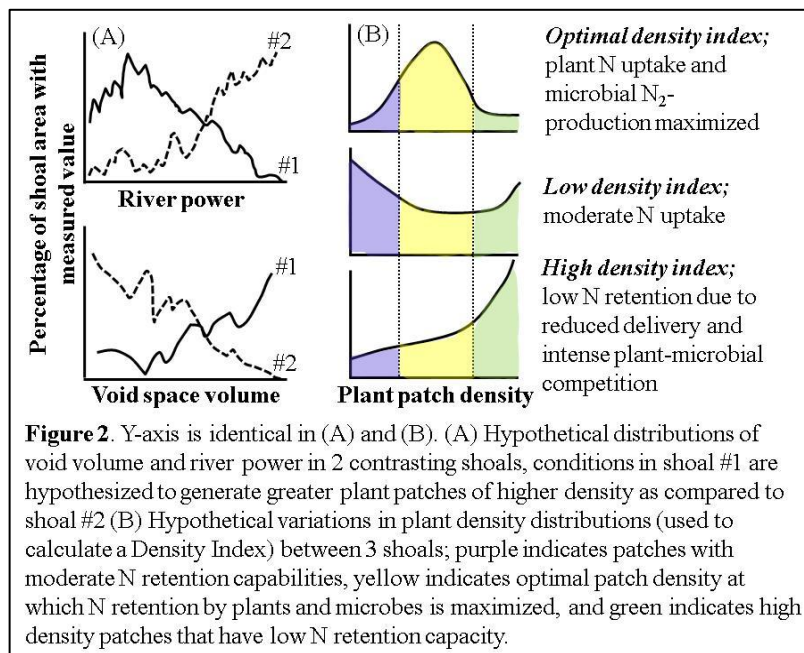 Percentage of shoal area with
measured value
(A)
#2
#1
River power
#1
#2
Void space volume
(B)
Plant patch density
Optimal density index;
plant N uptake and
microbial N₂-
production maximized
Low density index;
moderate N uptake
High density index;
low N retention due to
reduced delivery and
intense plant-microbial
competition
Figure 2. Y-axis is identical in (A) and (B). (A) Hypothetical distributions of
void volume and river power in 2 contrasting shoals, conditions in shoal #1 are
hypothesized to generate greater plant patches of higher density as compared to
shoal #2 (B) Hypothetical variations in plant density distributions (used to
calculate a Density Index) between 3 shoals; purple indicates patches with
moderate N retention capabilities, yellow indicates optimal patch density at
which N retention by plants and microbes is maximized, and green indicates high
density patches that have low N retention capacity.